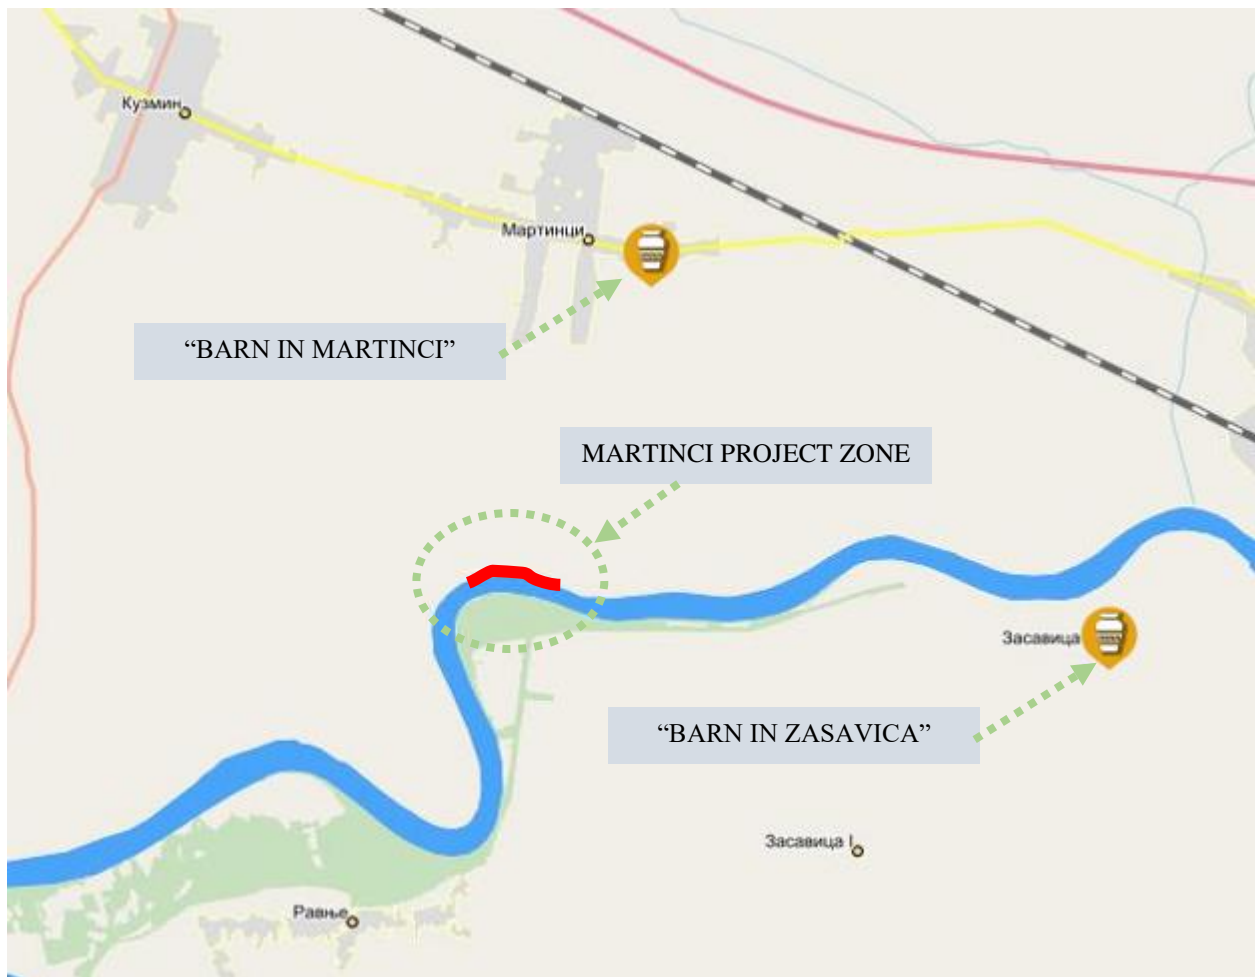 Кузмин
Мартинци
“BARN IN MARTINCI”
MARTINCI PROJECT ZONE
Засавица
“BARN IN ZASAVICA”
Засавица I
Равње